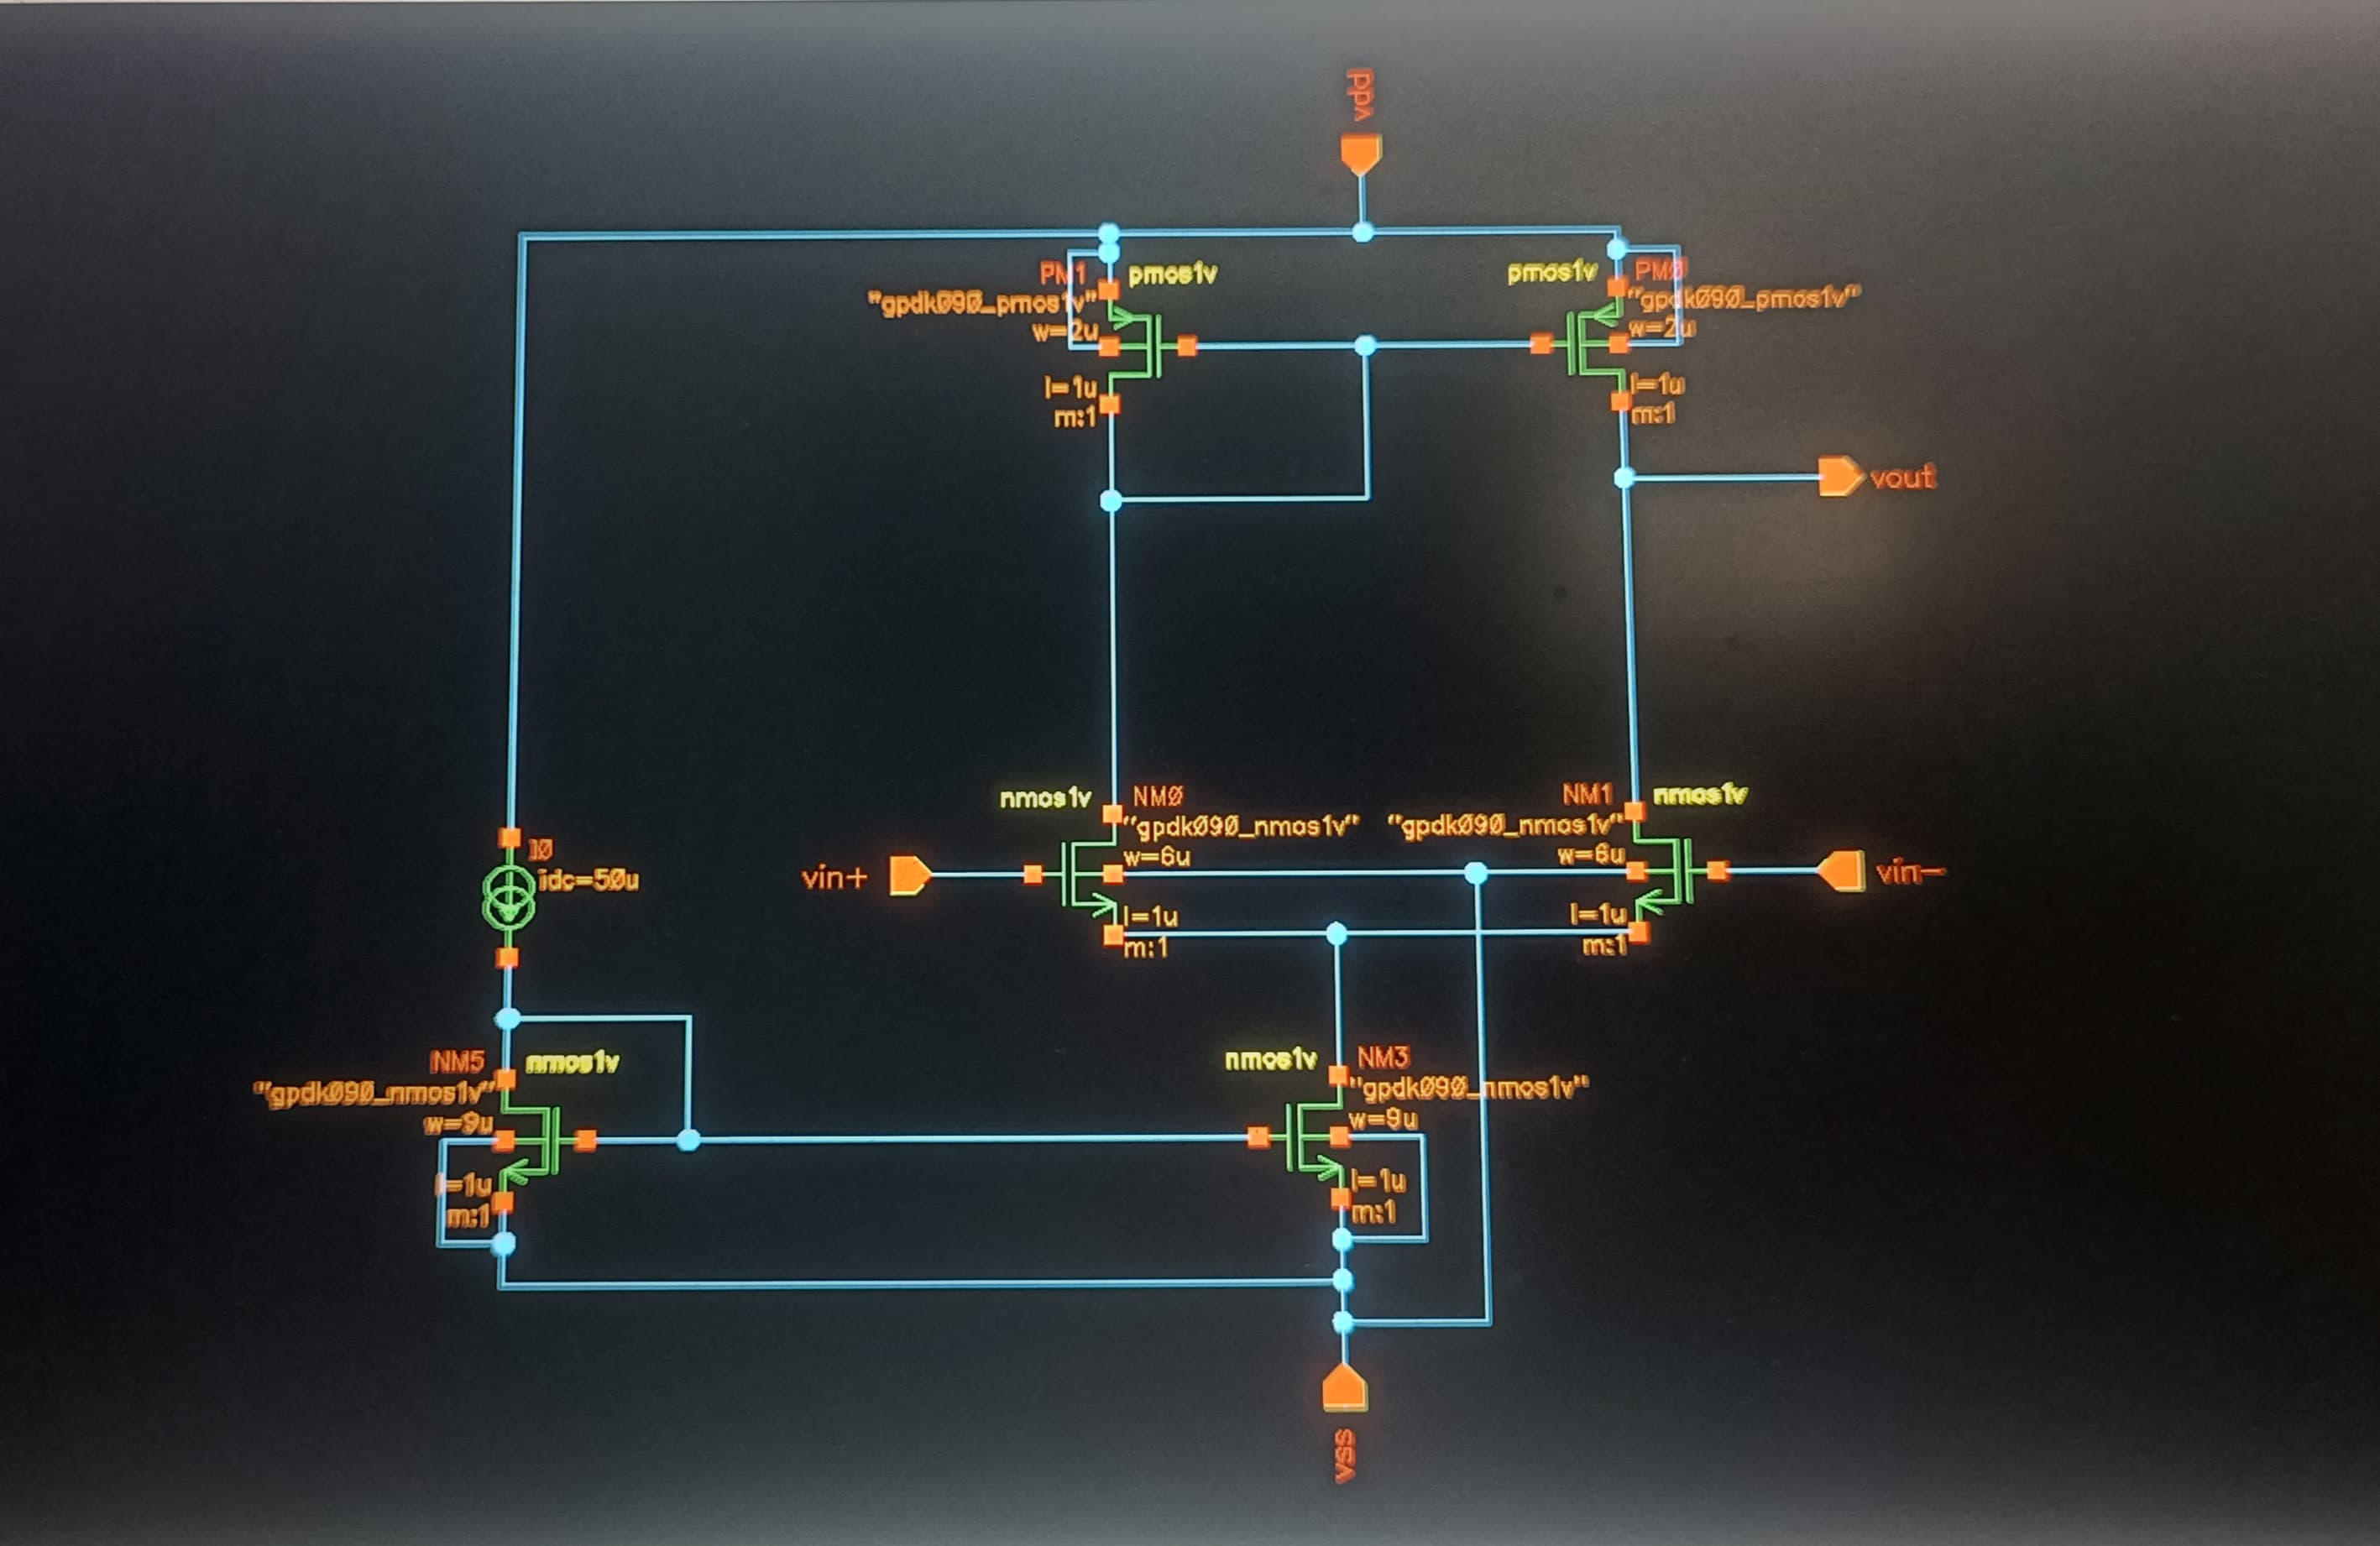 vdd
PM1
pmos1v
"gpdk090_pmos1v"
w=2u
l=1u
m:1
pmos1v
PM0
"gpdk090_pmos1v"
w=2u
l=1u
m:1
vout
I0
idc=50u
nmos1v
NM0
"gpdk090_nmos1v"
w=6u
l=1u
m:1
vin+
NM1
nmos1v
"gpdk090_nmos1v"
w=6u
l=1u
m:1
vin-
NM5
nmos1v
"gpdk090_nmos1v"
w=9u
l=1u
m:1
nmos1v
NM3
"gpdk090_nmos1v"
w=9u
l=1u
m:1
vss